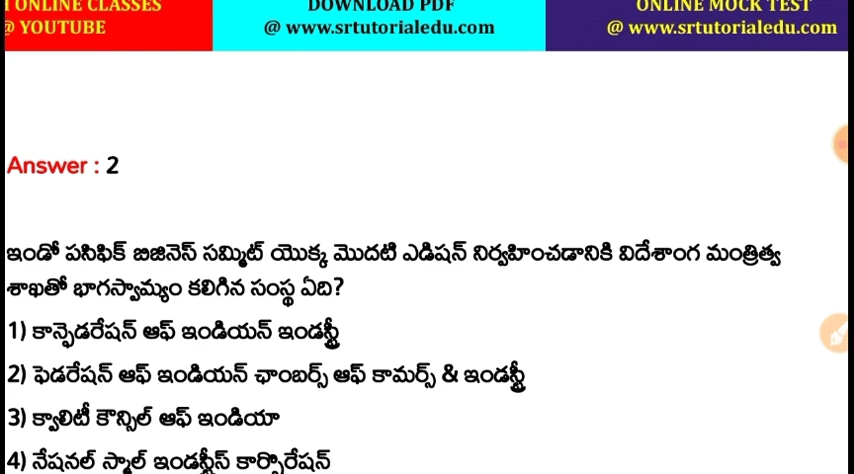 ONLINE CLASSES DOWNLOAD PDF ONLINE MOCK TEST
@ YOUTUBE @ www.srtutorialedu.com @ www.srtutorialedu.com
Answer : 2
ఇండో పసిఫిక్ బిజినెస్ సమ్మిట్ యొక్క మొదటి ఎడిషన్ నిర్వహించడానికి విదేశాంగ మంత్రిత్వ
శాఖతో భాగస్వామ్యం కలిగిన సంస్థ ఏది?
1) కాన్ఫెడరేషన్ ఆఫ్ ఇండియన్ ఇండస్ట్రీ
2) ఫెడరేషన్ ఆఫ్ ఇండియన్ ఛాంబర్స్ ఆఫ్ కామర్స్ & ఇండస్ట్రీ
3) క్వాలిటీ కౌన్సిల్ ఆఫ్ ఇండియా
4) నేషనల్ స్మాల్ ఇండస్ట్రీస్ కార్పొరేషన్